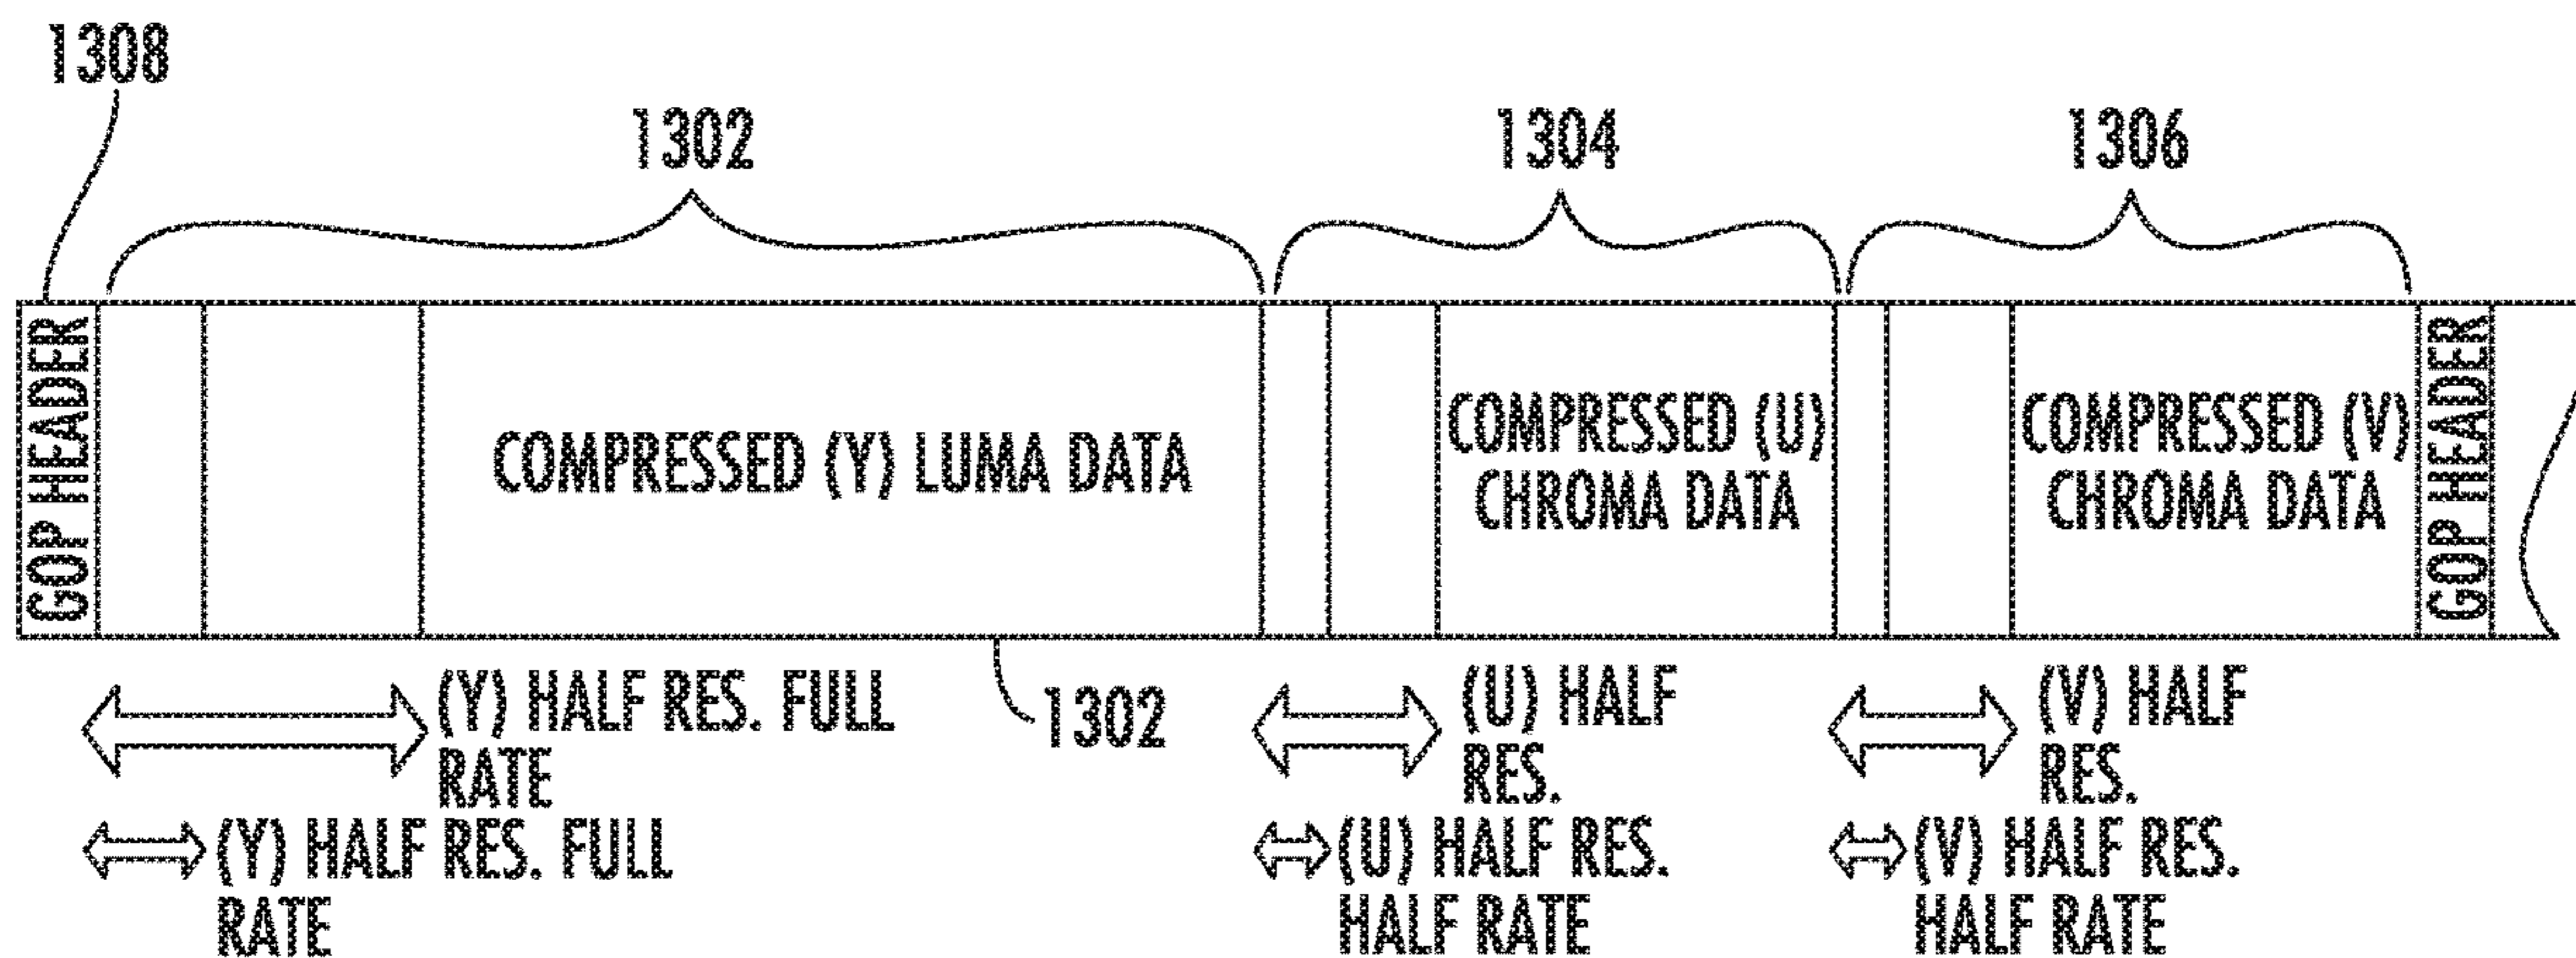 1308
1302
1304
1306
GOP HEADER
COMPRESSED (Y) LUMA DATA
COMPRESSED (U)
CHROMA DATA
COMPRESSED (V)
CHROMA DATA
GOP HEADER
(Y) HALF RES. FULL
RATE
1302
(U) HALF
RES.
(V) HALF
RES.
(Y) HALF RES. FULL
RATE
(U) HALF RES.
HALF RATE
(V) HALF RES.
HALF RATE